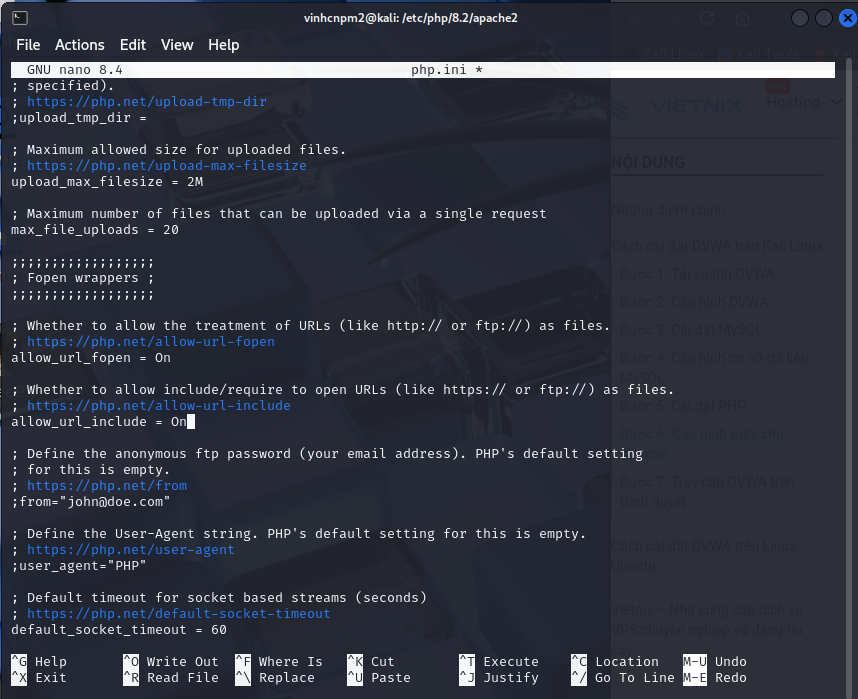 vinhcnpm2@kali: /etc/php/8.2/apache2
File Actions Edit View Help
GNU nano 8.4 php.ini *
; specified).
; https://php.net/upload-tmp-dir
;upload_tmp_dir =
; Maximum allowed size for uploaded files.
; https://php.net/upload-max-filesize
upload_max_filesize = 2M
; Maximum number of files that can be uploaded via a single request
max_file_uploads = 20
;;;;;;;;;;;;;;;;;;
; Fopen wrappers ;
;;;;;;;;;;;;;;;;;;
; Whether to allow the treatment of URLs (like http:// or ftp://) as files.
; https://php.net/allow-url-fopen
allow_url_fopen = On
; Whether to allow include/require to open URLs (like https:// or ftp://) as files.
; https://php.net/allow-url-include
allow_url_include = On
; Define the anonymous ftp password (your email address). PHP's default setting
; for this is empty.
; https://php.net/from
;from="john@doe.com"
; Define the User-Agent string. PHP's default setting for this is empty.
; https://php.net/user-agent
;user_agent="PHP"
; Default timeout for socket based streams (seconds)
; https://php.net/default-socket-timeout
default_socket_timeout = 60
^G Help ^O Write Out ^F Where Is ^K Cut ^T Execute ^C Location M-U Undo
^X Exit ^R Read File ^\ Replace ^U Paste ^J Justify ^/ Go To Line M-E Redo
Kali Linux Kali Tools Kali
VIETNIX
Hosting
NỘI DUNG
Những điểm chính
Cách cài đặt DVWA trên Kali Linux
Bước 1: Tải xuống DVWA
Bước 2: Cấu hình DVWA
Bước 3: Cài đặt MySQL
Bước 4: Cấu hình cơ sở dữ liệu
MySQL
Bước 5: Cài đặt PHP
Bước 6: Cấu hình máy chủ
Bước 7: Truy cập DVWA trên
trình duyệt
Cách cài đặt DVWA trên Linux
Ubuntu
Vietnix – Nhà cung cấp dịch vụ
VPS chuyên nghiệp và đáng tin